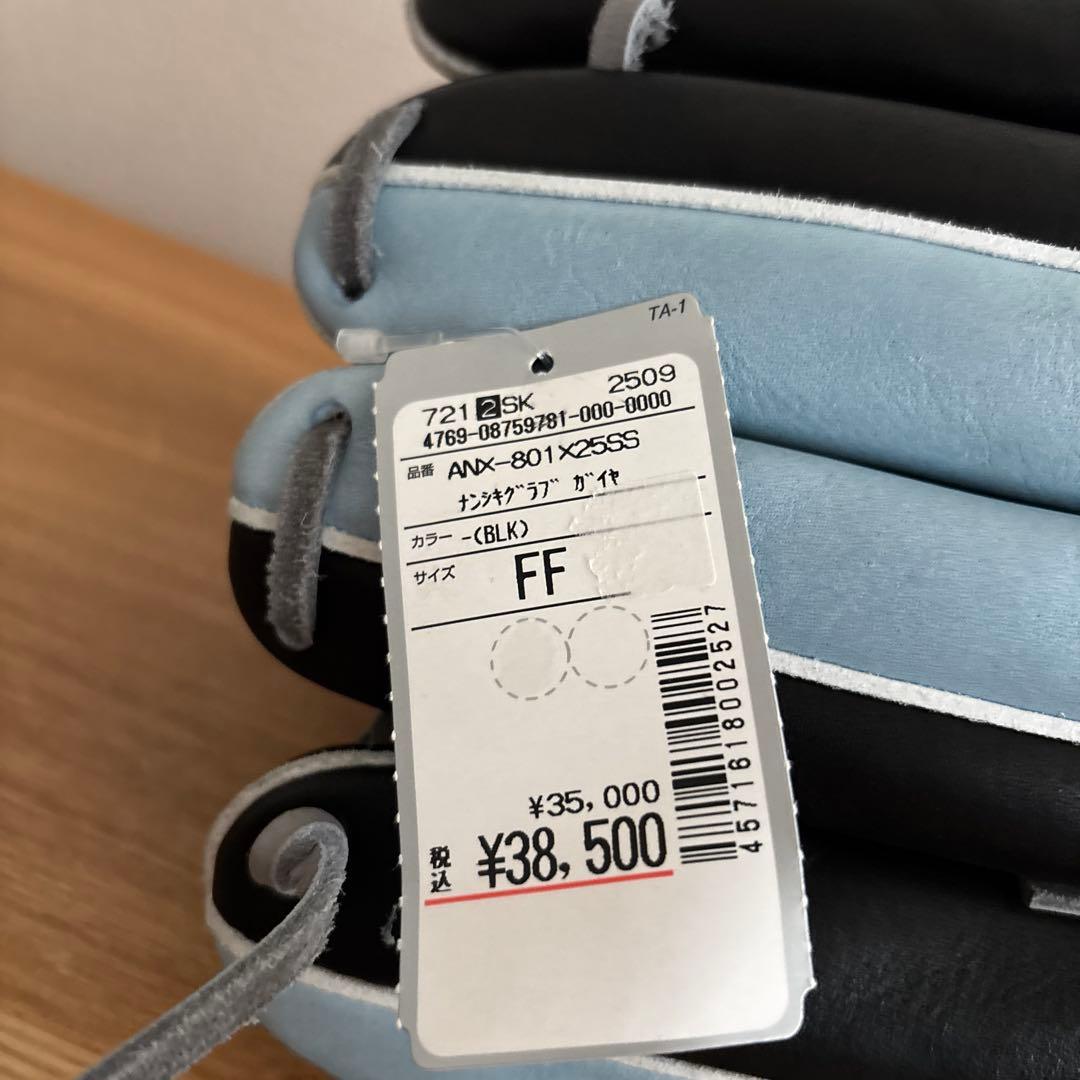 TA-1
721 2 SK 2509
4769-08759781-000-0000
品番 ANX-801X25SS
ﾅﾝｼｷｸﾞﾗﾌﾞ ｶﾞｲﾔ
カラー -(BLK)
サイズ FF
4571618002527
¥35,000
税込 ¥38,500